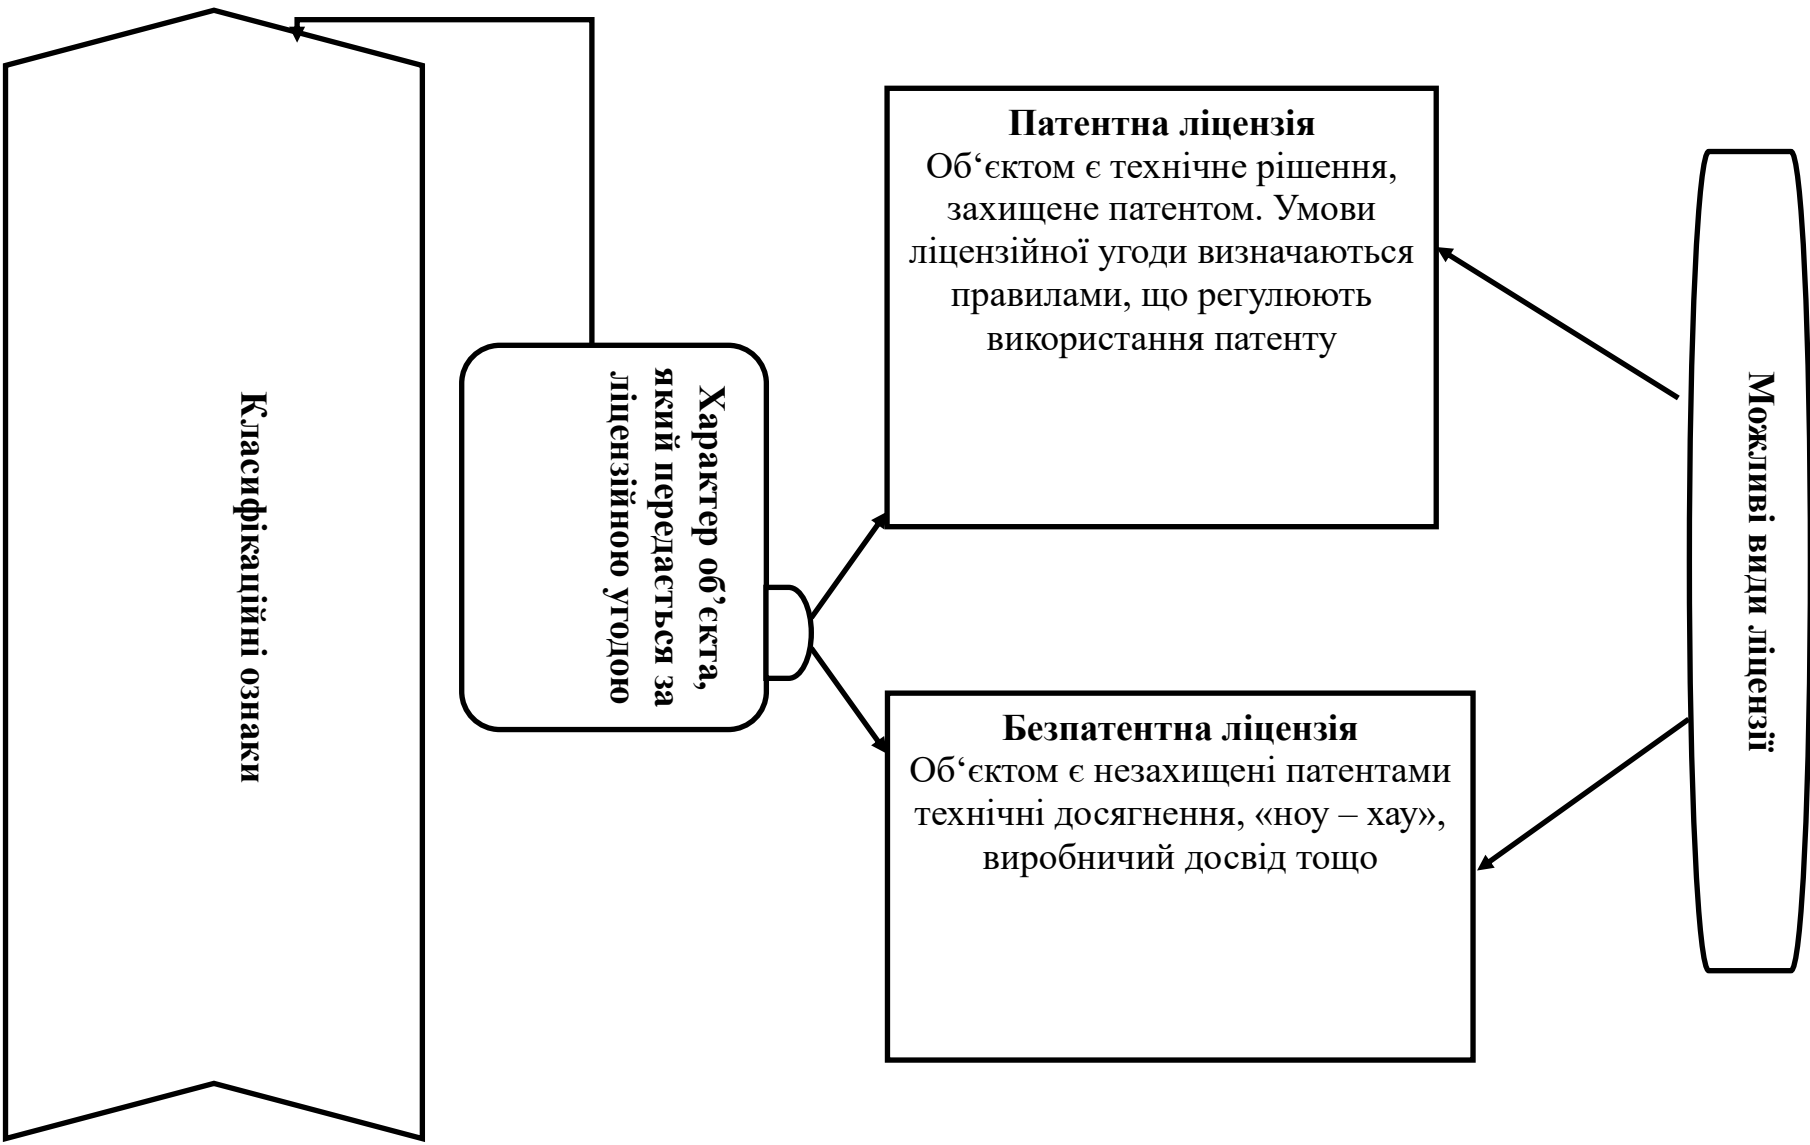 Класифікаційні ознаки
Характер об’єкта,
який передається за
ліцензійною угодою
Патентна ліцензія
Об‘єктом є технічне рішення,
захищене патентом. Умови
ліцензійної угоди визначаються
правилами, що регулюють
використання патенту
Безпатентна ліцензія
Об‘єктом є незахищені патентами
технічні досягнення, «ноу – хау»,
виробничий досвід тощо
Можливі види ліцензії